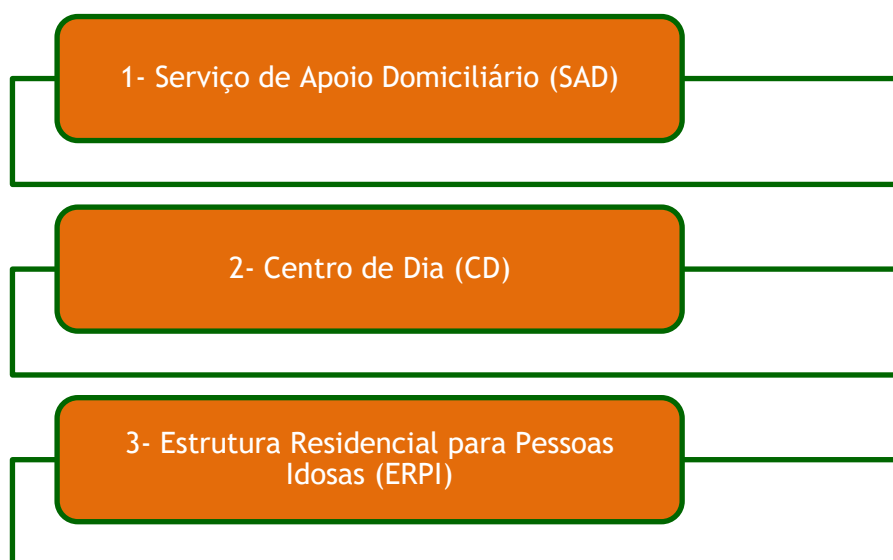 1- Serviço de Apoio Domiciliário (SAD)
2- Centro de Dia (CD)
3- Estrutura Residencial para Pessoas
Idosas (ERPI)